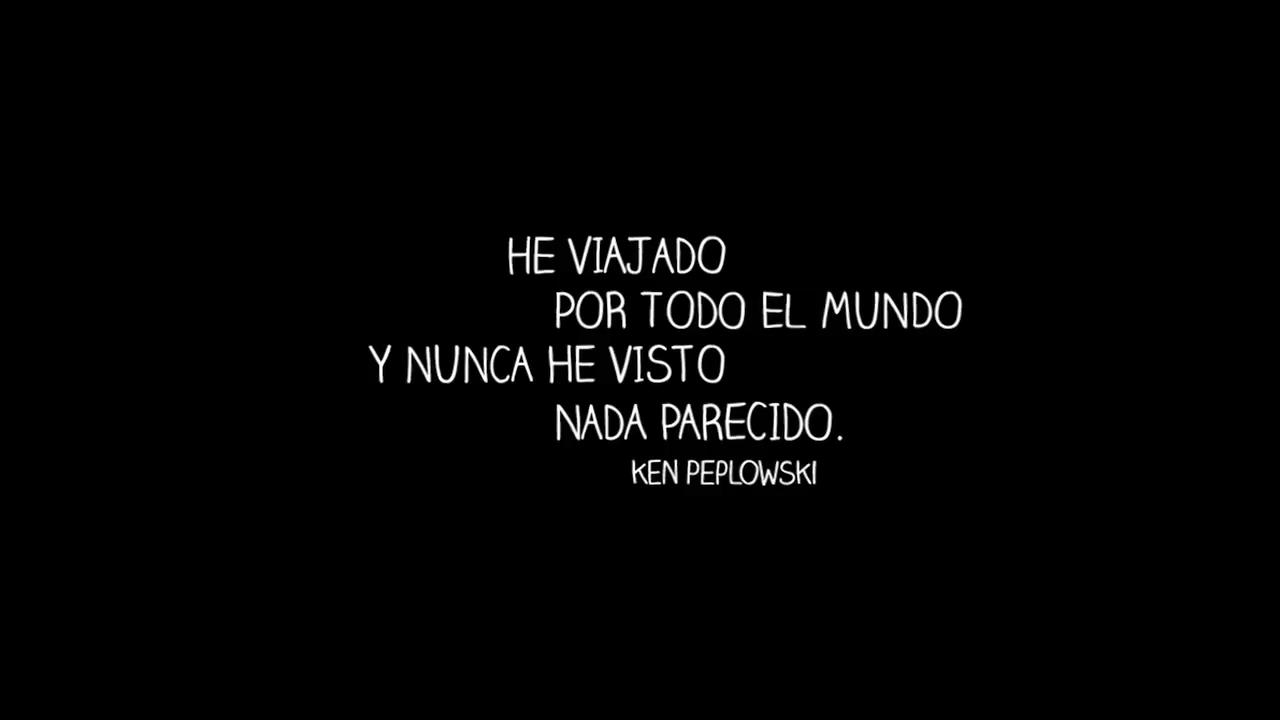 HE VIAJADO
POR TODO EL MUNDO
Y NUNCA HE VISTO
NADA PARECIDO.
KEN PEPLOWSKI